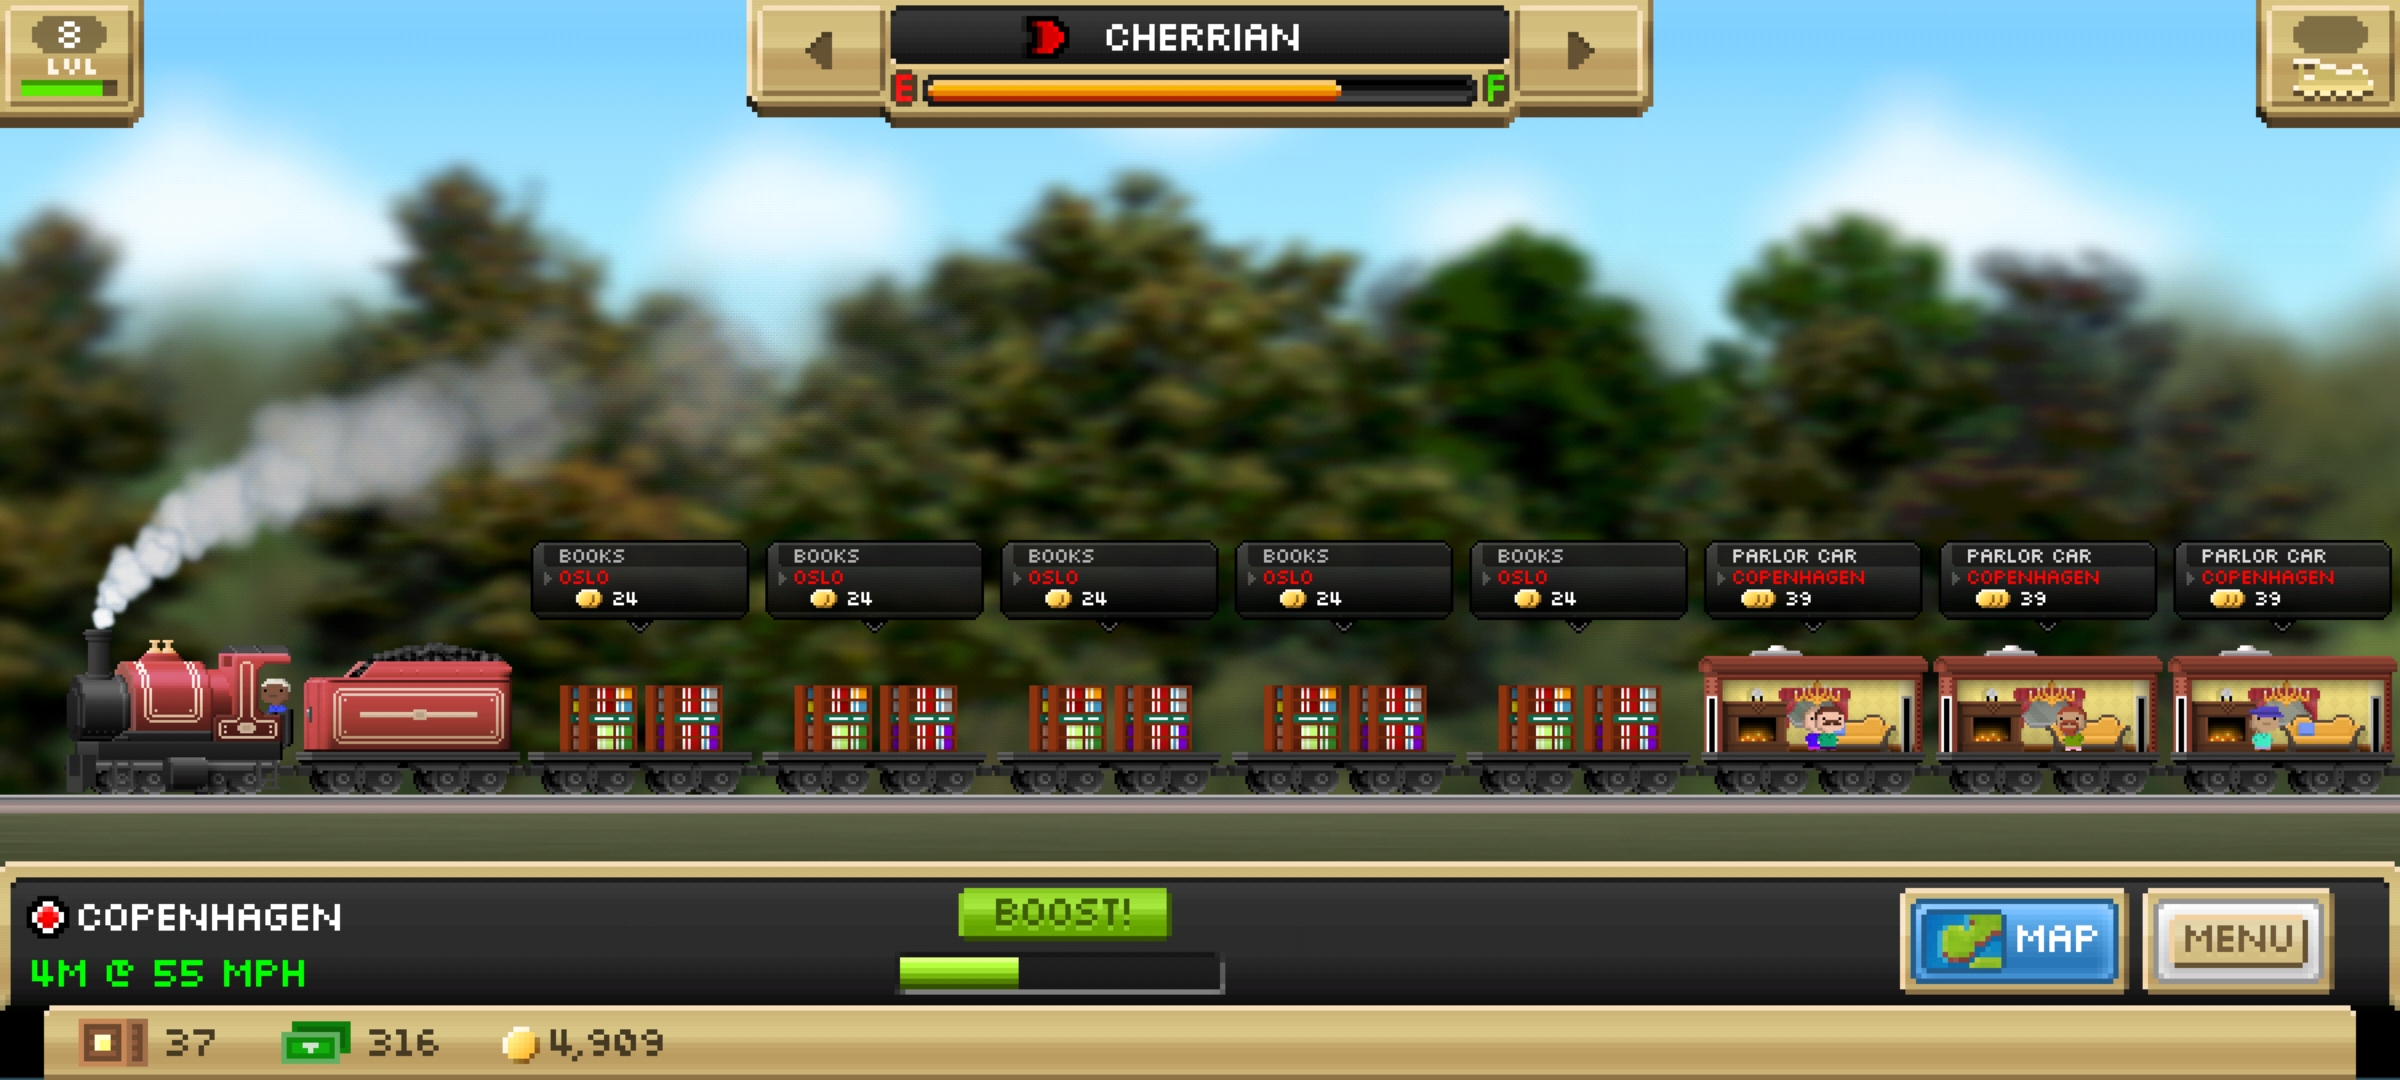 8
LVL
CHERRIAN
E F
BOOKS
OSLO
24
BOOKS
OSLO
24
BOOKS
OSLO
24
BOOKS
OSLO
24
BOOKS
OSLO
24
PARLOR CAR
COPENHAGEN
39
PARLOR CAR
COPENHAGEN
39
PARLOR CAR
COPENHAGEN
39
COPENHAGEN
4M @ 55 MPH
BOOST!
MAP
MENU
37 316 4,909